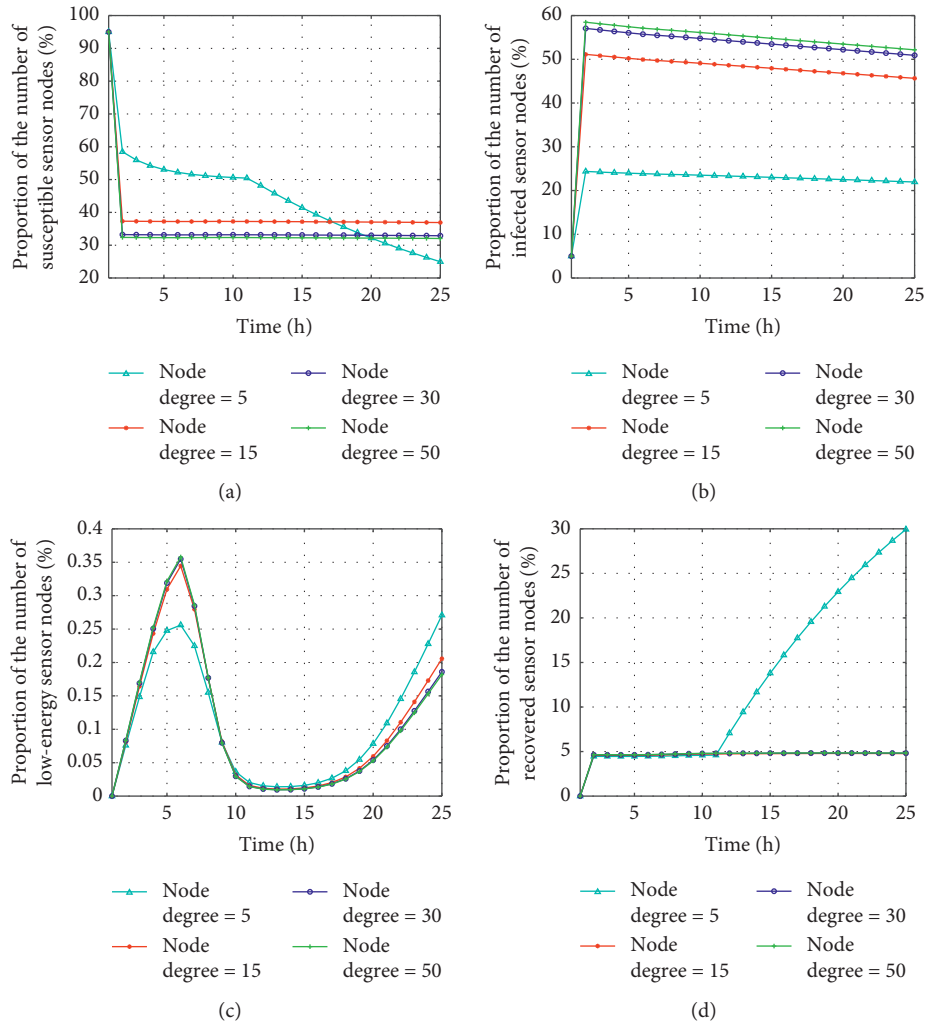 Proportion of the number of
susceptible sensor nodes (%)
100
90
80
70
60
50
40
30
20
5
10
15
20
25
Time (h)
Node
degree = 5
Node
degree = 30
Node
degree = 15
Node
degree = 50
(a)
Proportion of the number of
infected sensor nodes (%)
60
50
40
30
20
10
0
5
10
15
20
25
Time (h)
Node
degree = 5
Node
degree = 30
Node
degree = 15
Node
degree = 50
(b)
Proportion of the number of
low-energy sensor nodes (%)
0.4
0.35
0.3
0.25
0.2
0.15
0.1
0.05
0
5
10
15
20
25
Time (h)
Node
degree = 5
Node
degree = 30
Node
degree = 15
Node
degree = 50
(c)
Proportion of the number of
recovered sensor nodes (%)
30
25
20
15
10
5
0
5
10
15
20
25
Time (h)
Node
degree = 5
Node
degree = 30
Node
degree = 15
Node
degree = 50
(d)